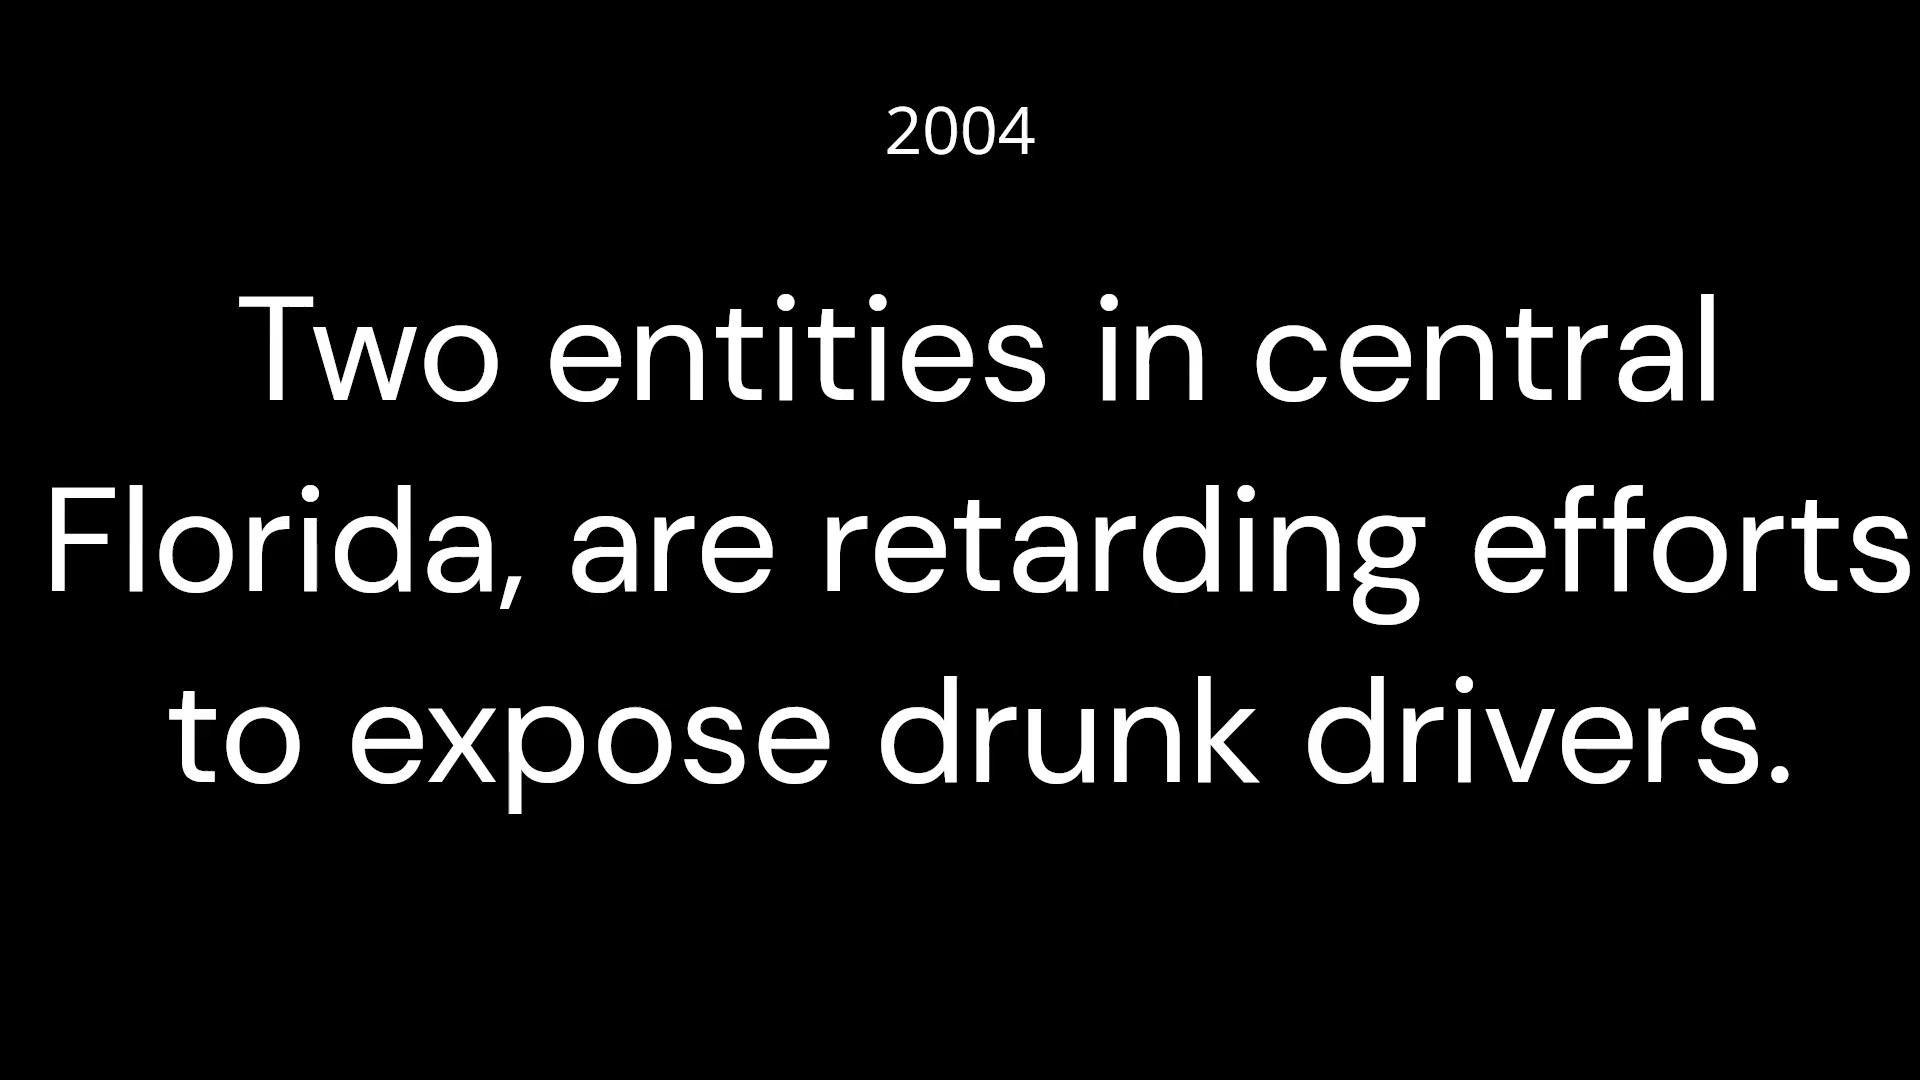 2004
Two entities in central
Florida, are retarding efforts
to expose drunk drivers.